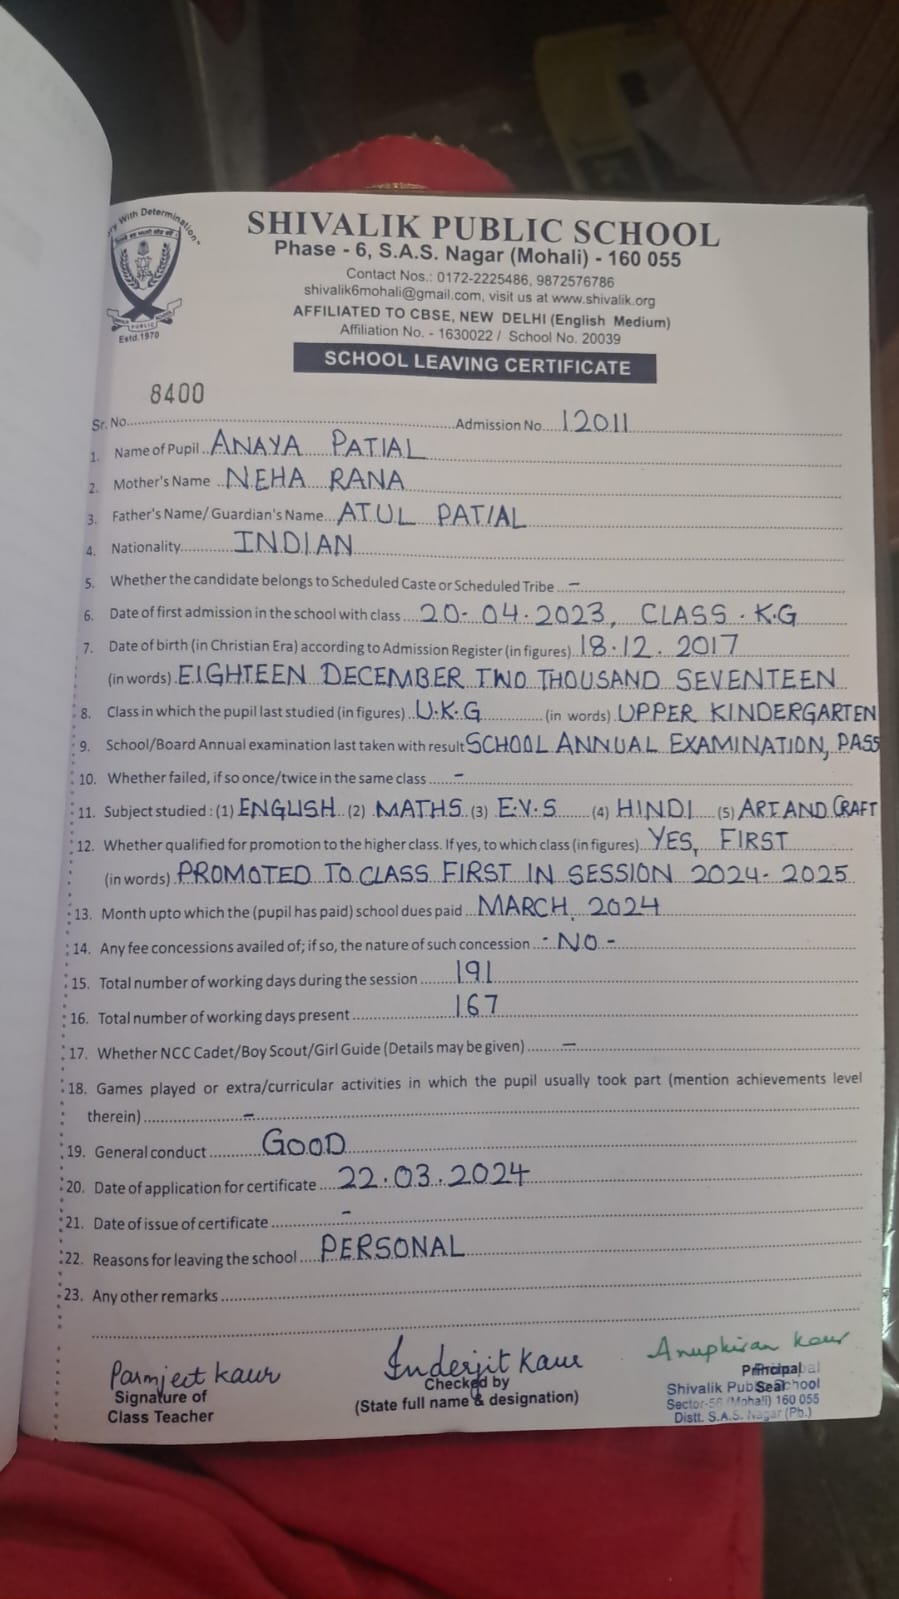 ry With Determination"
Estd.1970
SHIVALIK PUBLIC SCHOOL
Phase - 6, S.A.S. Nagar (Mohali) - 160 055
Contact Nos.: 0172-2225486, 9872576786
shivalik6mohali@gmail.com, visit us at www.shivalik.org
AFFILIATED TO CBSE, NEW DELHI (English Medium)
Affiliation No. - 1630022 / School No. 20039
SCHOOL LEAVING CERTIFICATE
8400
Sr. No. Admission No. 12011
1. Name of Pupil ANAYA PATIAL
2. Mother's Name NEHA RANA
3. Father's Name/ Guardian's Name ATUL PATIAL
4. Nationality INDIAN
5. Whether the candidate belongs to Scheduled Caste or Scheduled Tribe -
6. Date of first admission in the school with class 20-04-2023, CLASS - K.G
7. Date of birth (in Christian Era) according to Admission Register (in figures) 18.12.2017
(in words) EIGHTEEN DECEMBER TWO THOUSAND SEVENTEEN
8. Class in which the pupil last studied (in figures) U.K.G (in words) UPPER KINDERGARTEN
9. School/Board Annual examination last taken with result SCHOOL ANNUAL EXAMINATION, PASS
10. Whether failed, if so once/twice in the same class -
11. Subject studied : (1) ENGLISH (2) MATHS (3) E.V.S (4) HINDI (5) ART AND CRAFT
12. Whether qualified for promotion to the higher class. If yes, to which class (in figures) YES, FIRST
(in words) PROMOTED TO CLASS FIRST IN SESSION 2024-2025
13. Month upto which the (pupil has paid) school dues paid MARCH, 2024
14. Any fee concessions availed of; if so, the nature of such concession - NO -
15. Total number of working days during the session 191
16. Total number of working days present 167
17. Whether NCC Cadet/Boy Scout/Girl Guide (Details may be given) -
18. Games played or extra/curricular activities in which the pupil usually took part (mention achievements level
therein) -
19. General conduct GOOD
20. Date of application for certificate 22.03.2024
21. Date of issue of certificate -
22. Reasons for leaving the school PERSONAL
23. Any other remarks
Parmjeet Kaur Inderjit Kaur Anupkiran Kaur
Signature of
Class Teacher
Checked by
(State full name & designation)
Principal
Seal
Principal
Shivalik Public School
Sector-56 (Mohali) 160 055
Distt. S.A.S. Nagar (Pb.)